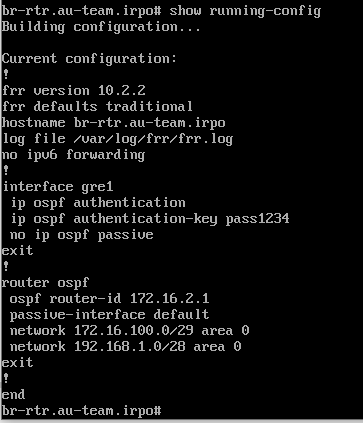 br-rtr.au-team.irpo# show running-config
Building configuration...

Current configuration:
!
frr version 10.2.2
frr defaults traditional
hostname br-rtr.au-team.irpo
log file /var/log/frr/frr.log
no ipv6 forwarding
!
interface gre1
 ip ospf authentication
 ip ospf authentication-key pass1234
 no ip ospf passive
exit
!
router ospf
 ospf router-id 172.16.2.1
 passive-interface default
 network 172.16.100.0/29 area 0
 network 192.168.1.0/28 area 0
exit
!
end
br-rtr.au-team.irpo#